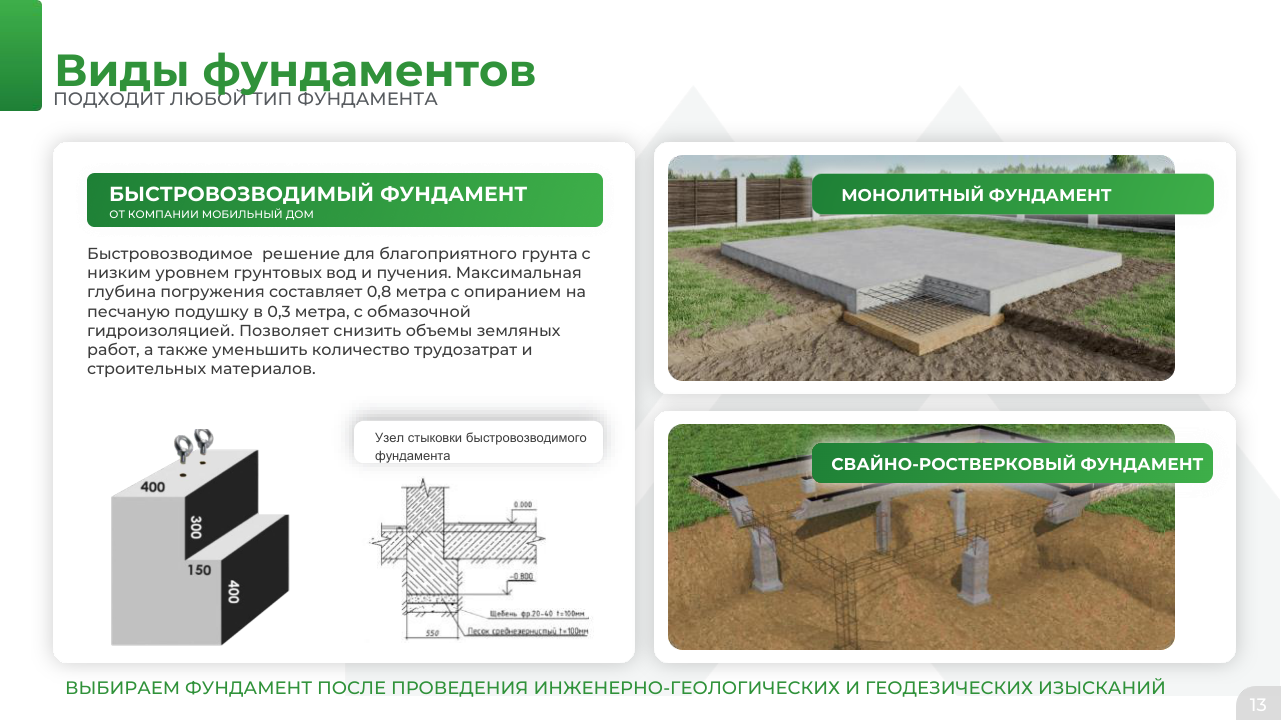 Виды фундаментов
ПОДХОДИТ ЛЮБОЙ ТИП ФУНДАМЕНТА
БЫСТРОВОЗВОДИМЫЙ ФУНДАМЕНТ
ОТ КОМПАНИИ МОБИЛЬНЫЙ ДОМ
Быстровозводимое решение для благоприятного грунта с
низким уровнем грунтовых вод и пучения. Максимальная
глубина погружения составляет 0,8 метра с опиранием на
песчаную подушку в 0,3 метра, с обмазочной
гидроизоляцией. Позволяет снизить объемы земляных
работ, а также уменьшить количество трудозатрат и
строительных материалов.
400
300
150
400
Узел стыковки быстровозводимого
фундамента
0.000
-0.800
Щебень фр.20-40 t=100мм
Песок среднезернистый t=100мм
550
МОНОЛИТНЫЙ ФУНДАМЕНТ
СВАЙНО-РОСТВЕРКОВЫЙ ФУНДАМЕНТ
ВЫБИРАЕМ ФУНДАМЕНТ ПОСЛЕ ПРОВЕДЕНИЯ ИНЖЕНЕРНО-ГЕОЛОГИЧЕСКИХ И ГЕОДЕЗИЧЕСКИХ ИЗЫСКАНИЙ
13